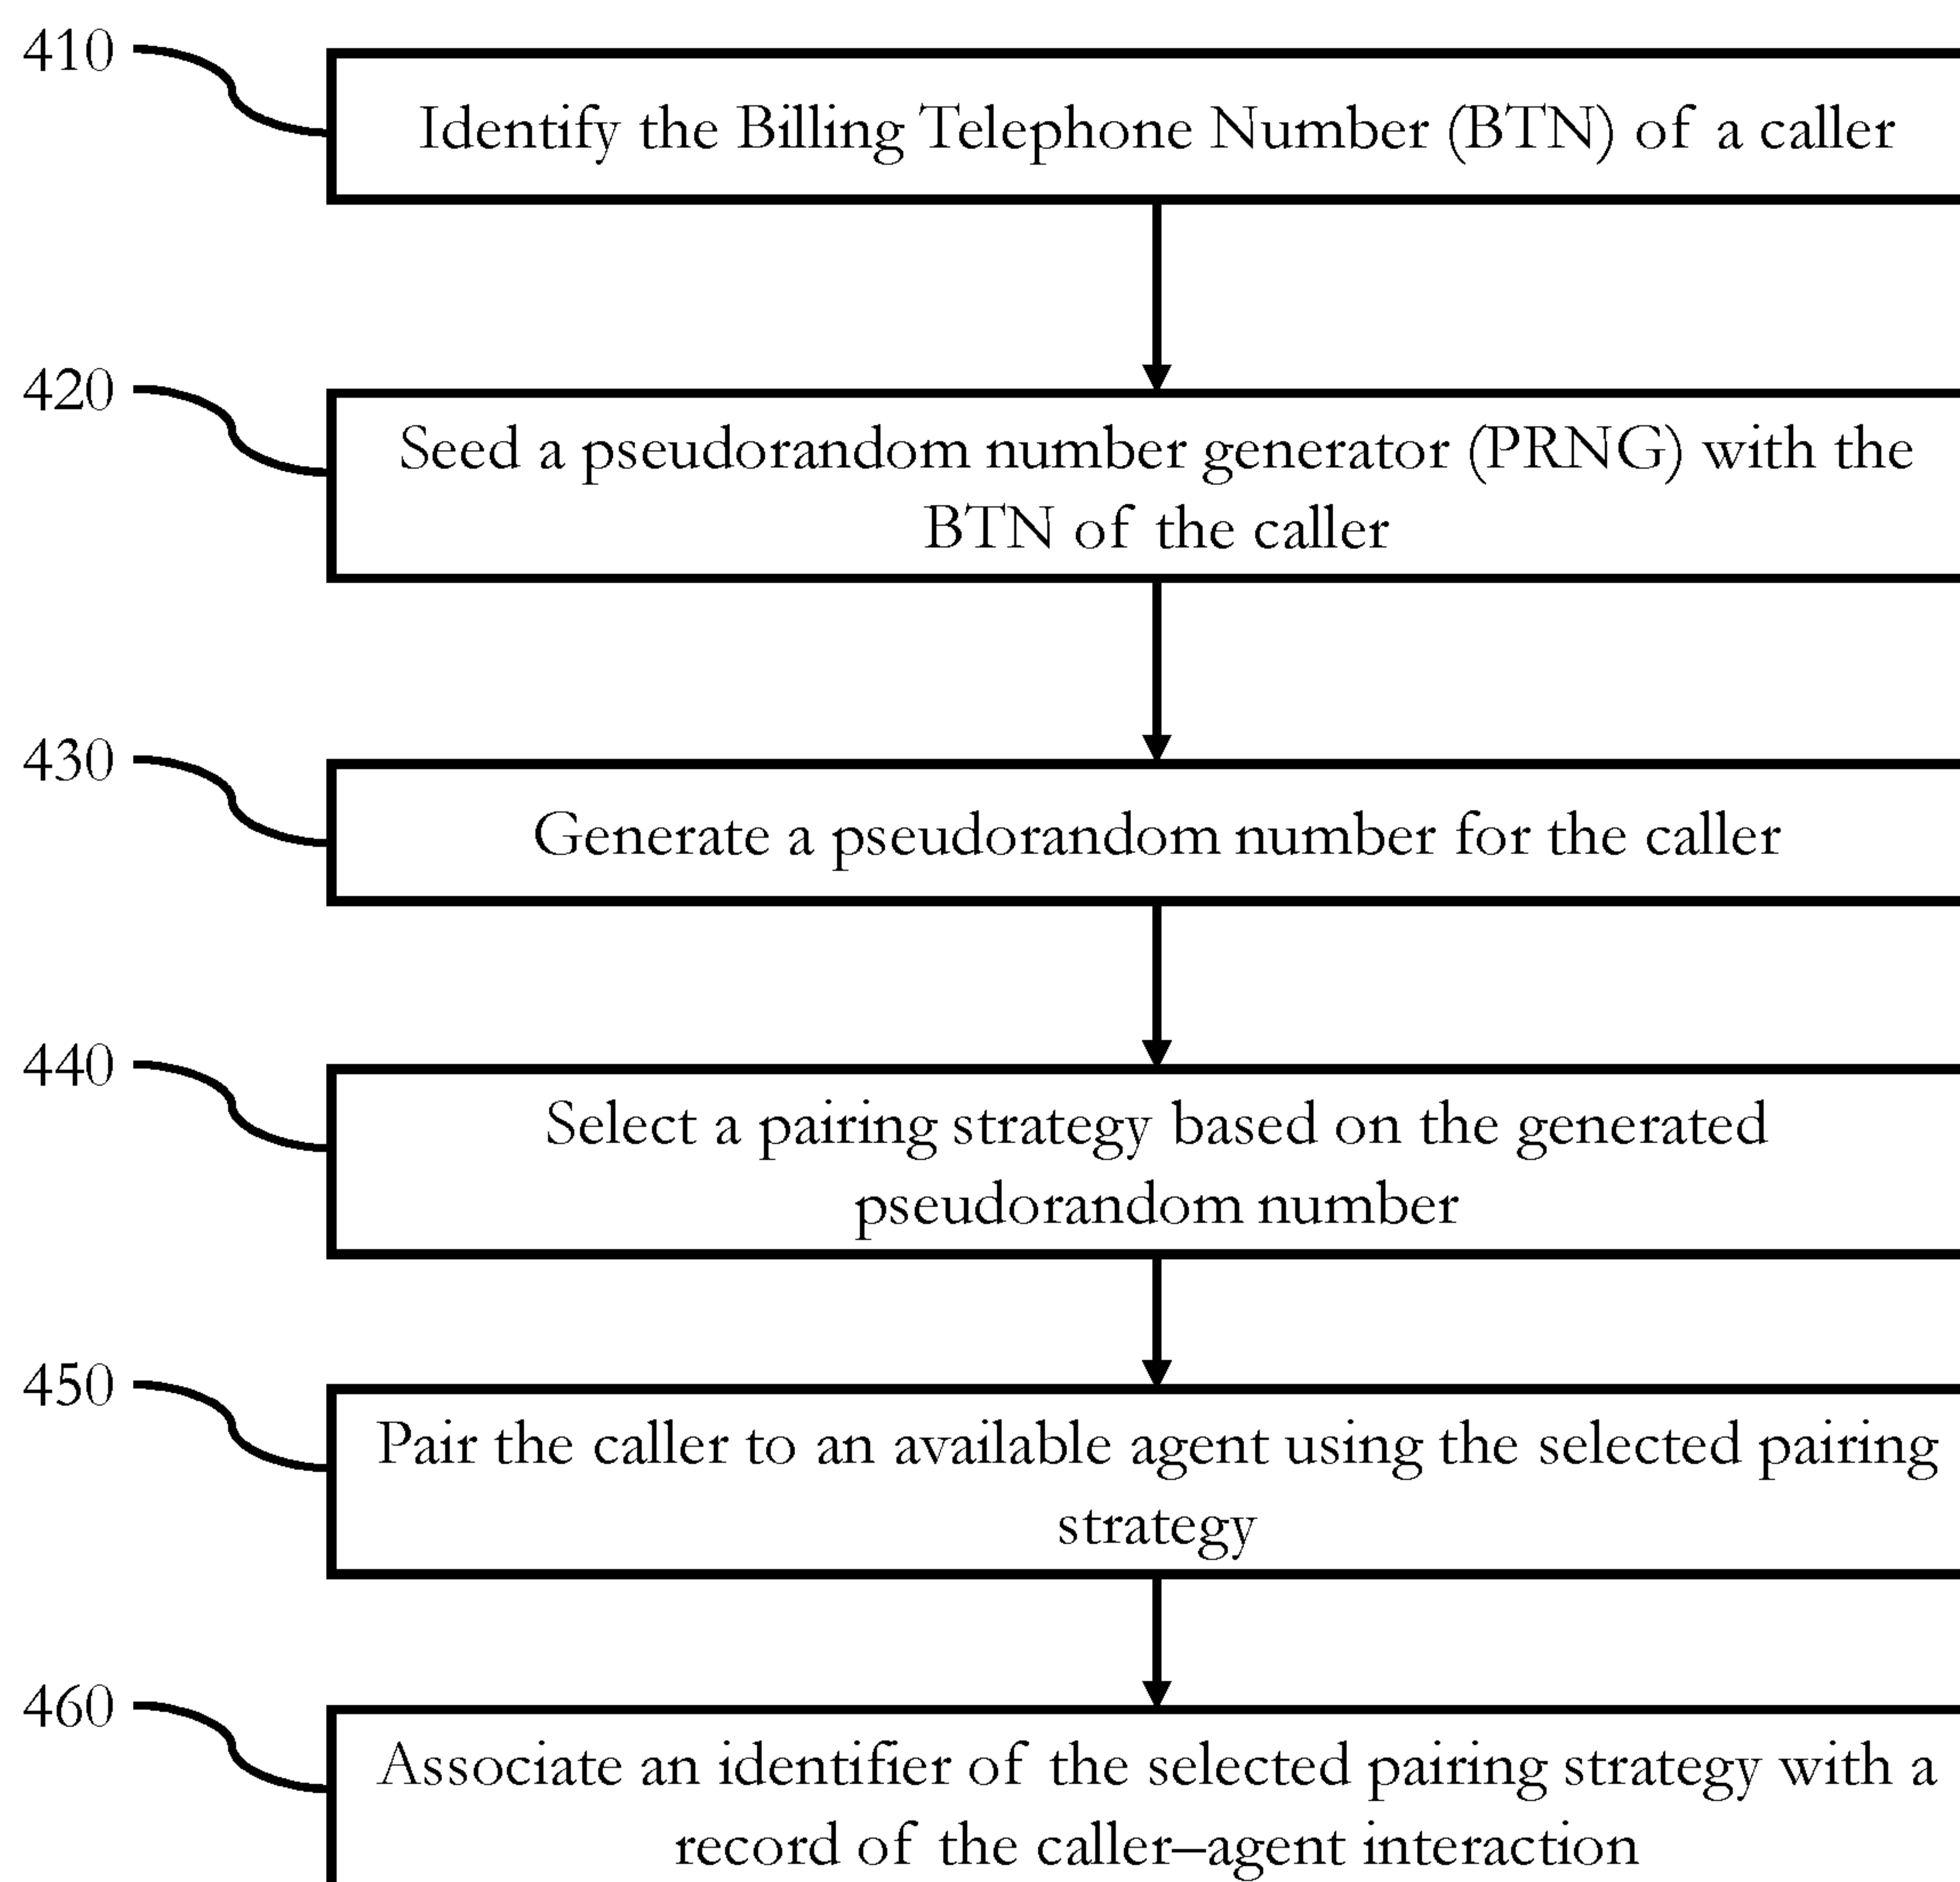 410
Identify the Billing Telephone Number (BTN) of a caller
420
Seed a pseudorandom number generator (PRNG) with the
BTN of the caller
430
Generate a pseudorandom number for the caller
440
Select a pairing strategy based on the generated
pseudorandom number
450
Pair the caller to an available agent using the selected pairing
strategy
460
Associate an identifier of the selected pairing strategy with a
record of the caller–agent interaction